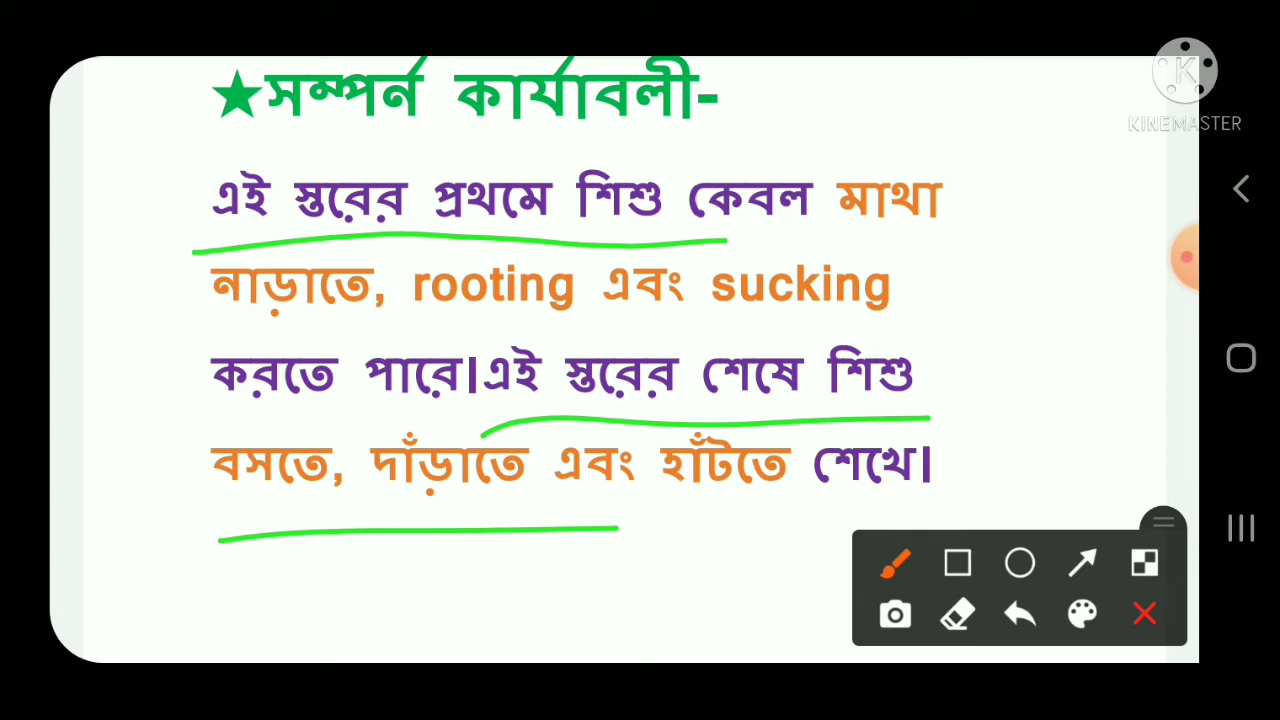 ★সম্পর্ন কার্যাবলী-
KINEMASTER
এই স্তরের প্রথমে শিশু কেবল মাথা
নাড়াতে, rooting এবং sucking
করতে পারে।এই স্তরের শেষে শিশু
বসতে, দাঁড়াতে এবং হাঁটতে শেখে।